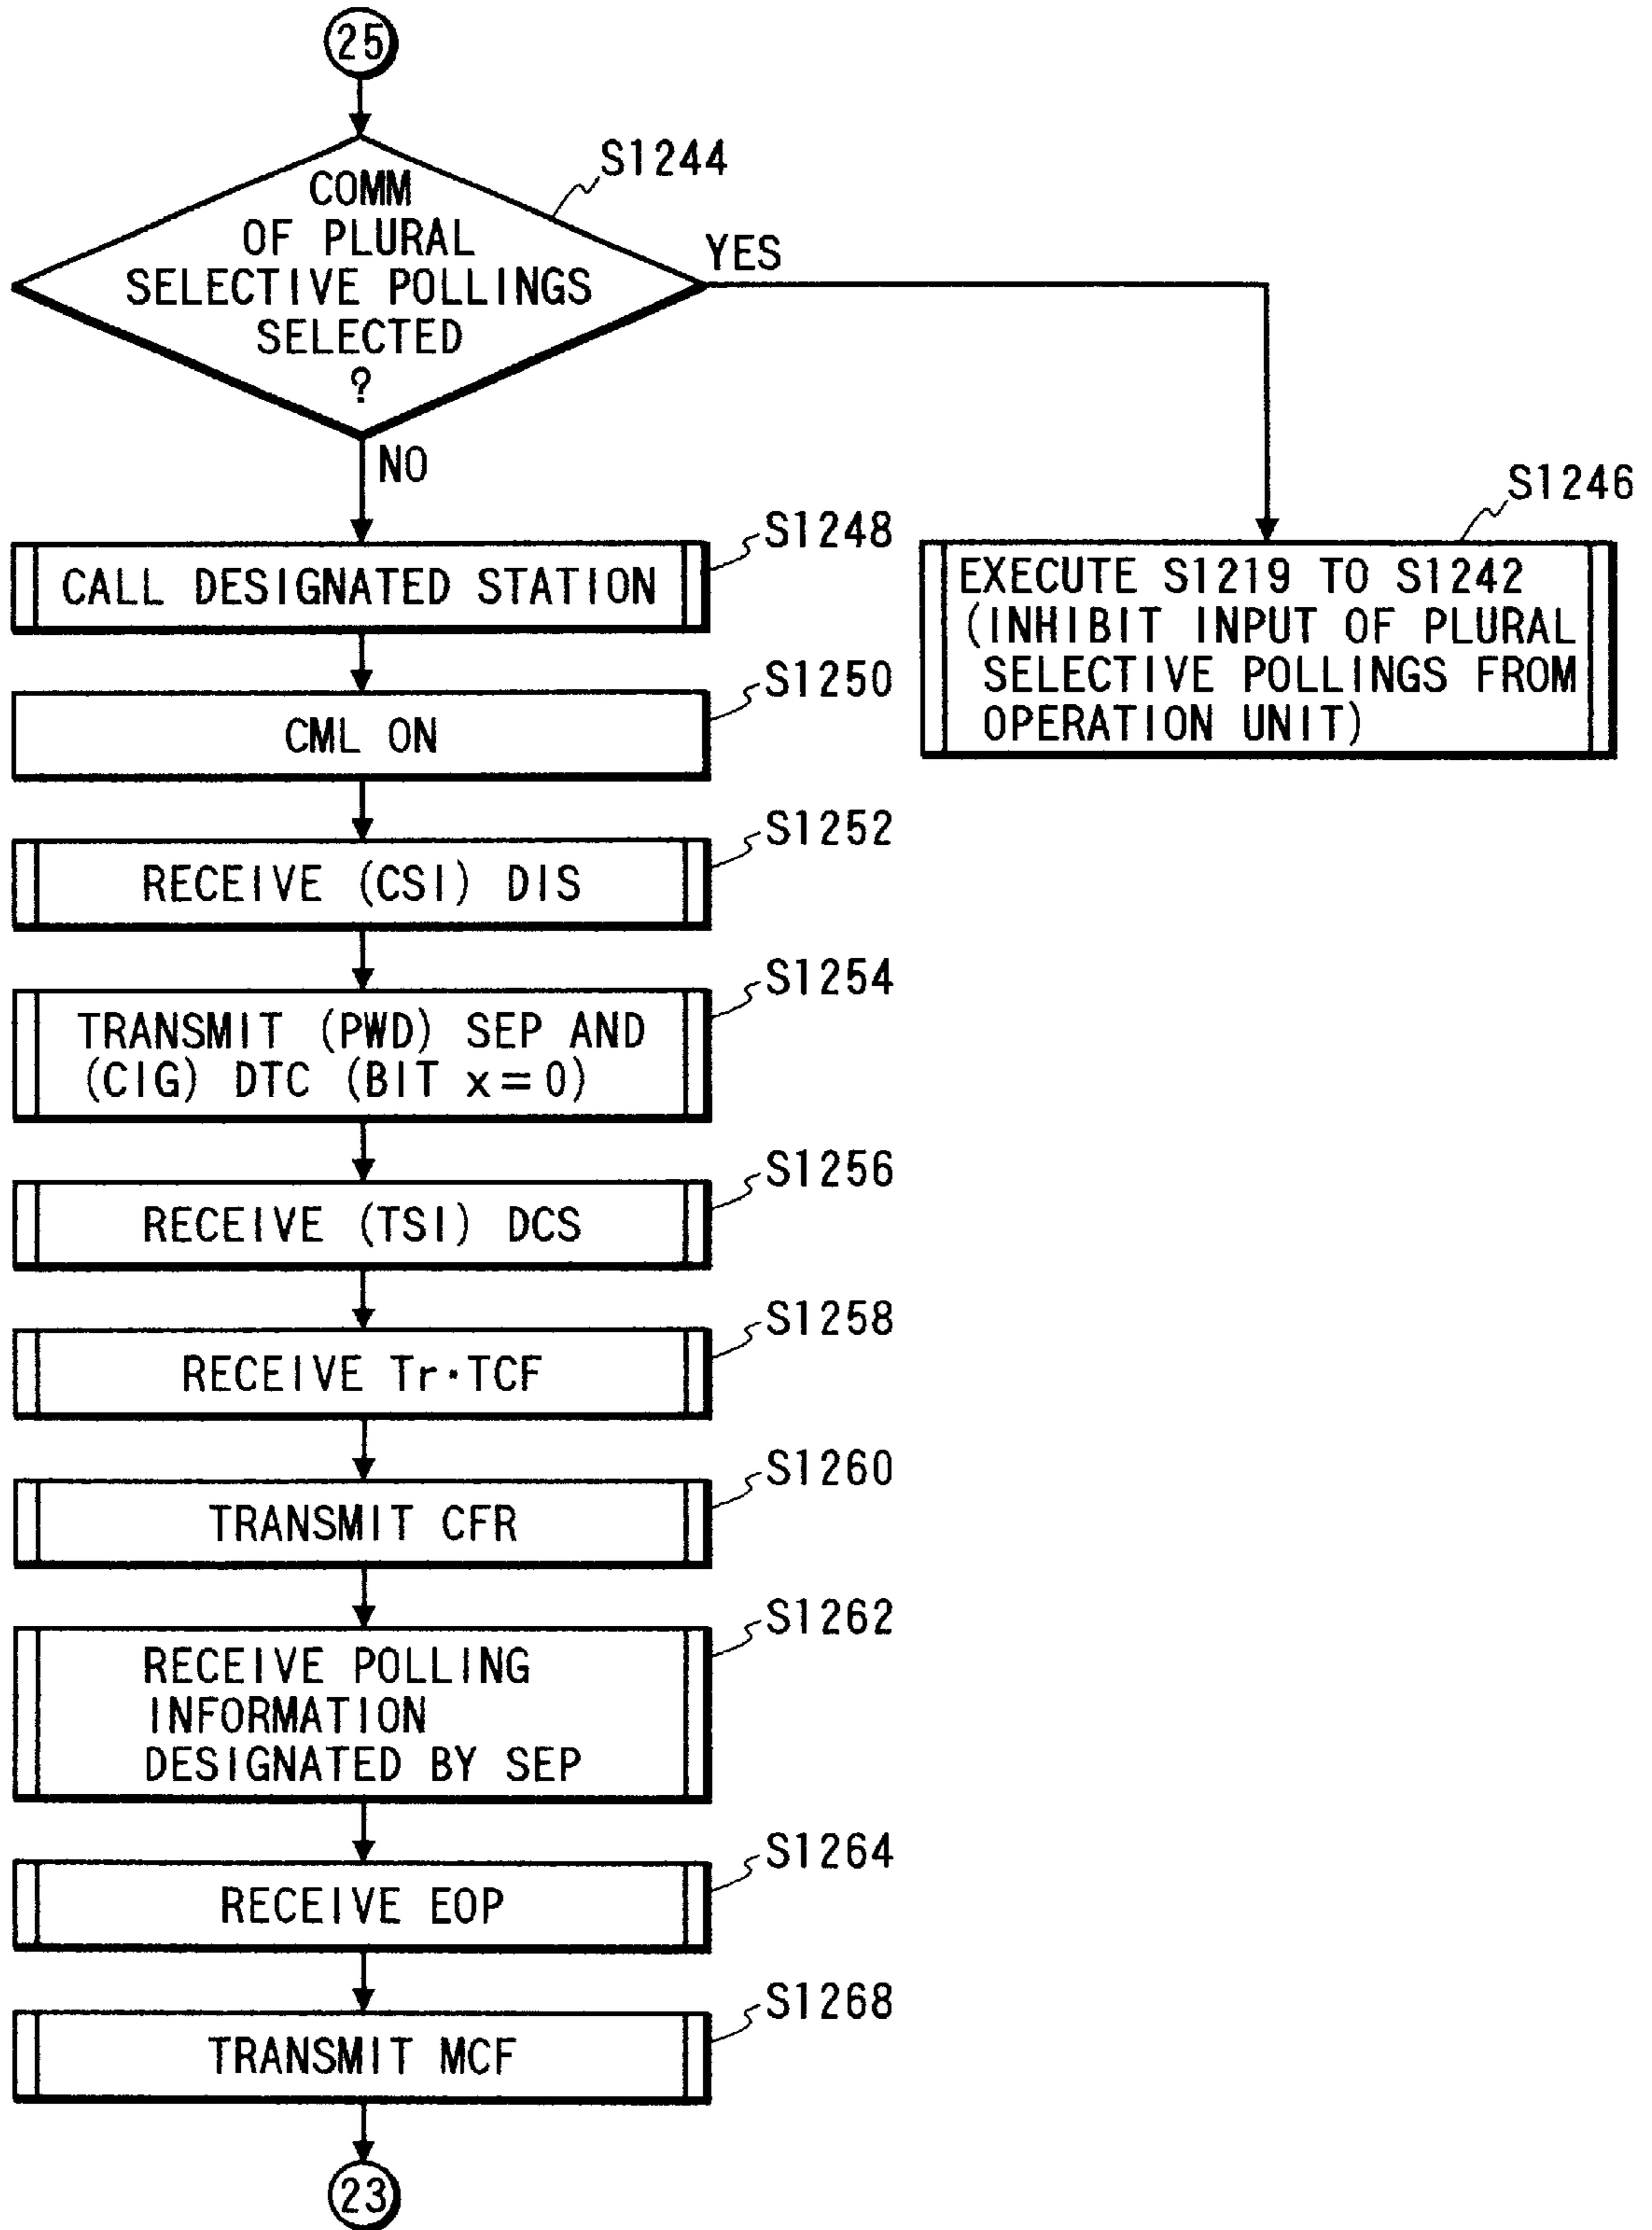 25
S1244
COMM
OF PLURAL
SELECTIVE POLLINGS
SELECTED
?
YES
NO
S1246
EXECUTE S1219 TO S1242
(INHIBIT INPUT OF PLURAL
SELECTIVE POLLINGS FROM
OPERATION UNIT)
S1248
CALL DESIGNATED STATION
S1250
CML ON
S1252
RECEIVE (CSI) DIS
S1254
TRANSMIT (PWD) SEP AND
(CIG) DTC (BIT x=0)
S1256
RECEIVE (TSI) DCS
S1258
RECEIVE Tr·TCF
S1260
TRANSMIT CFR
S1262
RECEIVE POLLING
INFORMATION
DESIGNATED BY SEP
S1264
RECEIVE EOP
S1268
TRANSMIT MCF
23